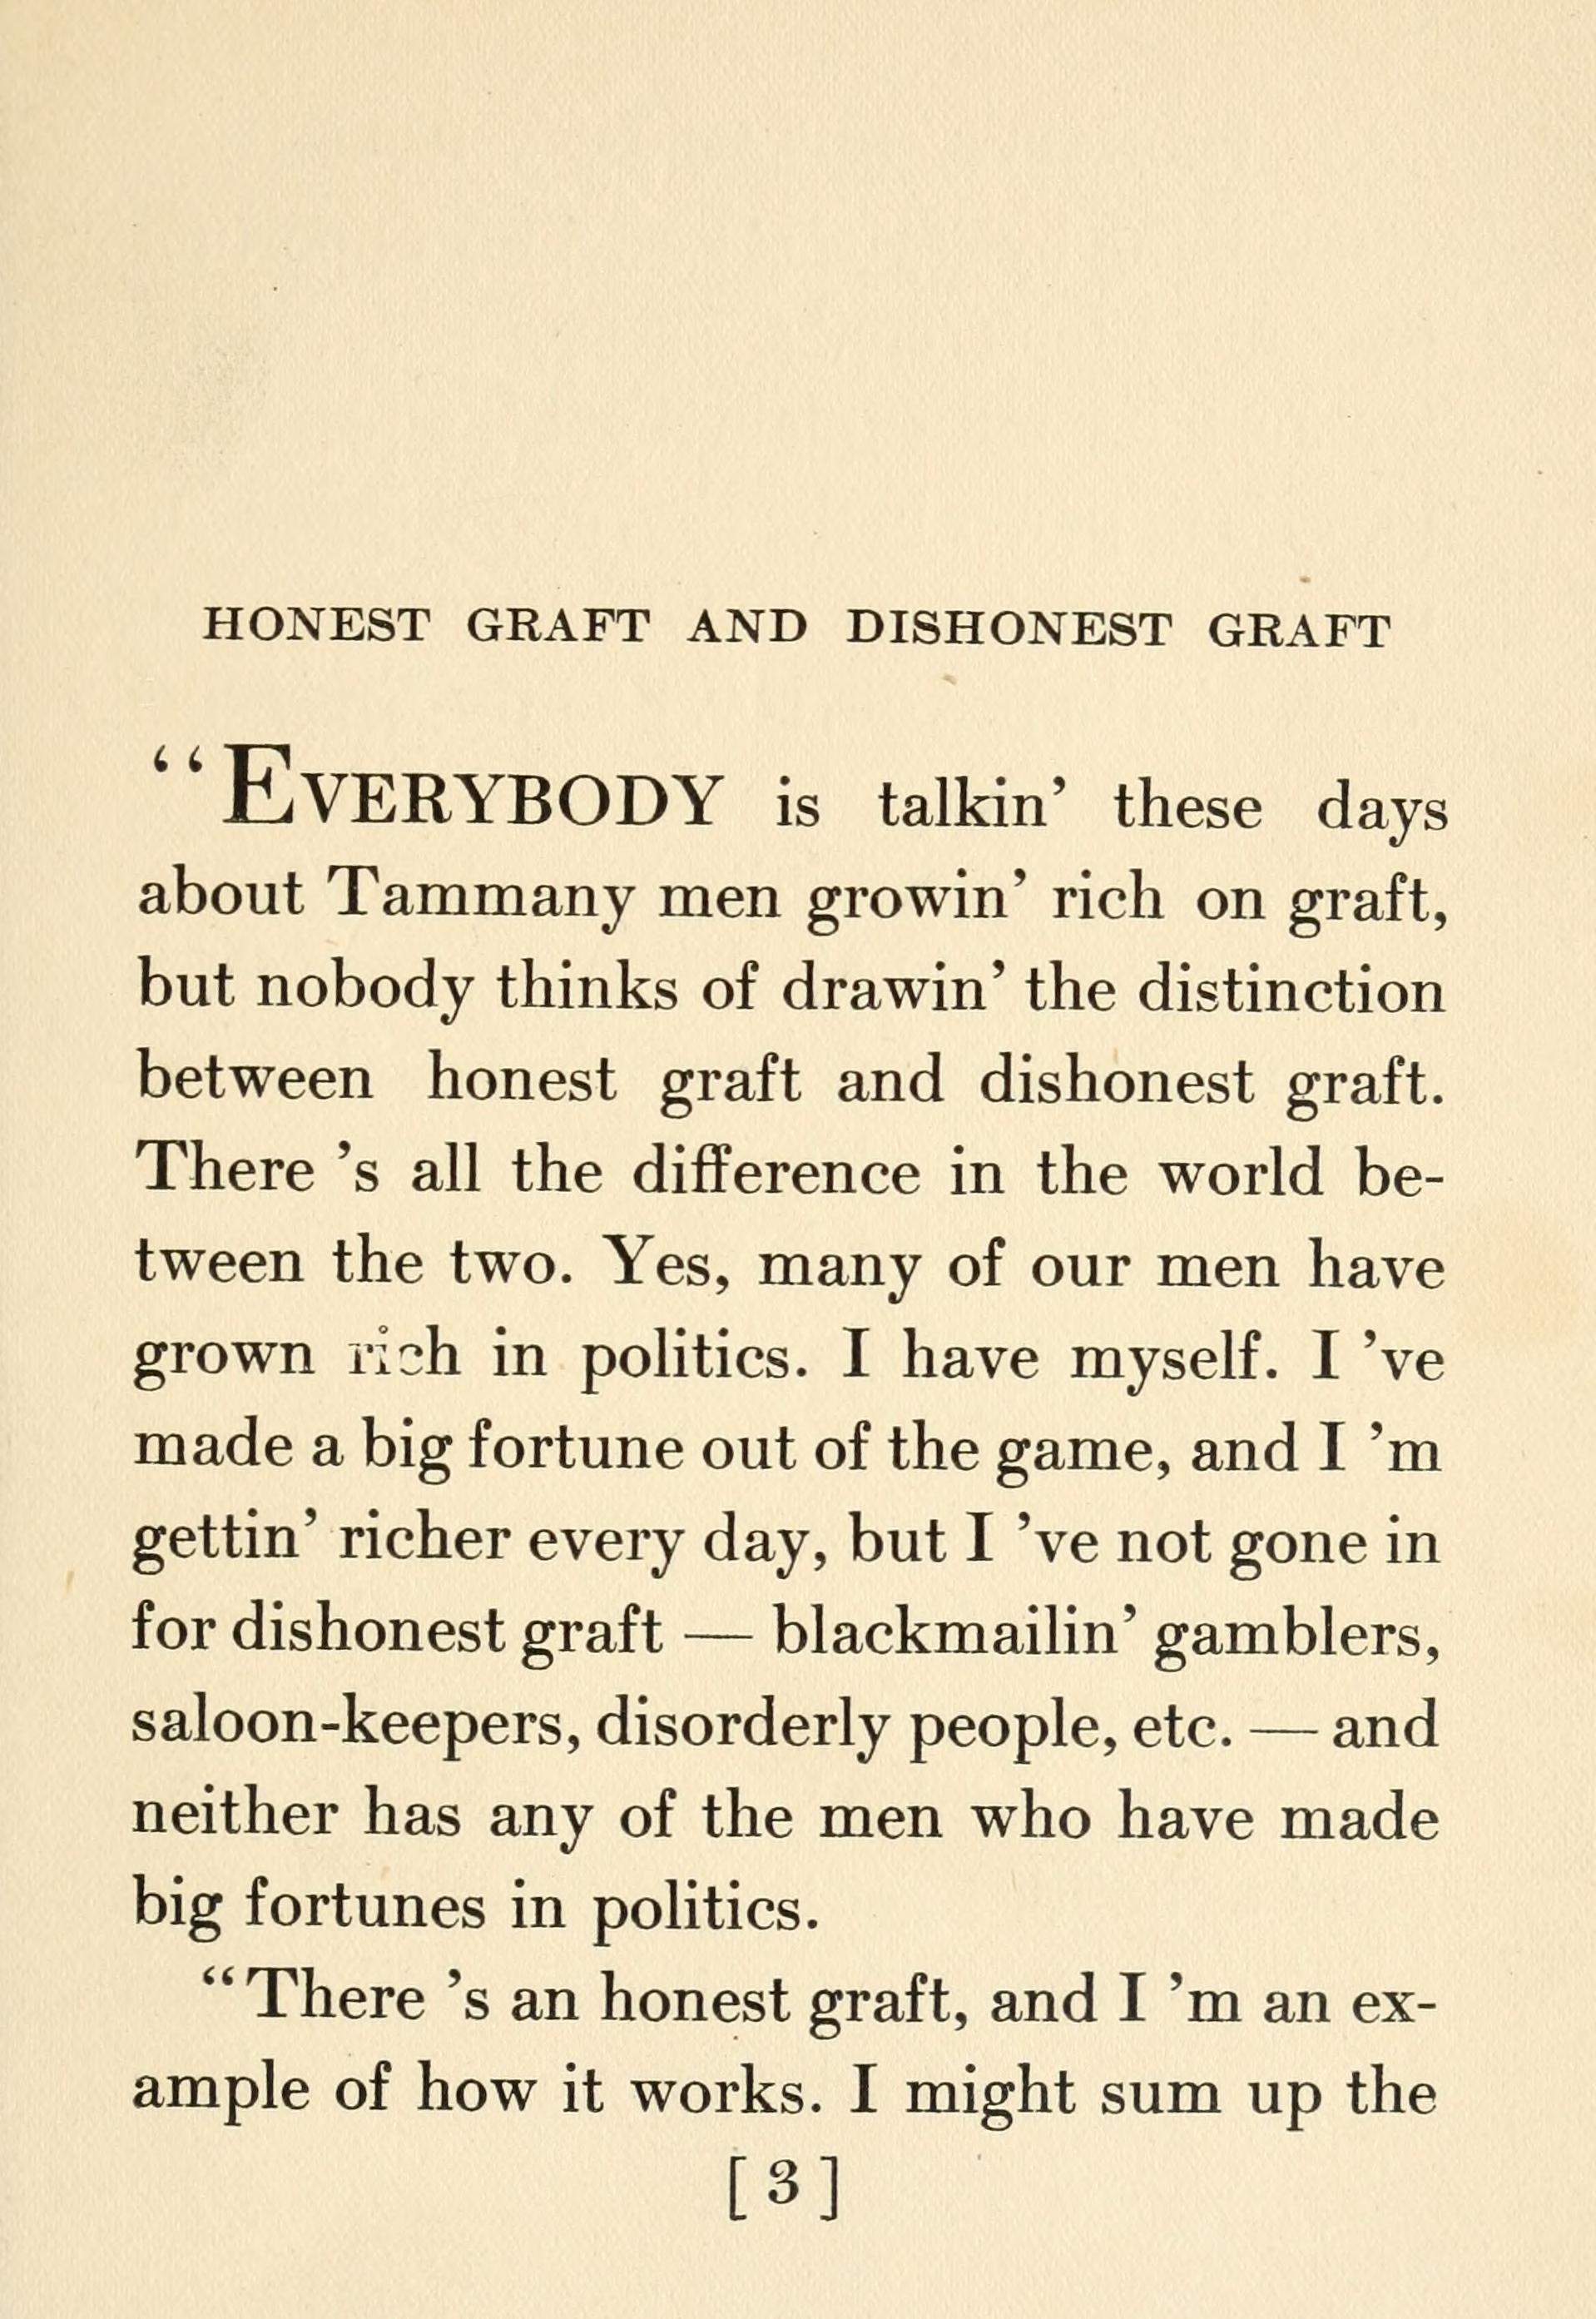 HONEST GRAFT AND DISHONEST GRAFT
“EVERYBODY is talkin’ these days
about Tammany men growin’ rich on graft,
but nobody thinks of drawin’ the distinction
between honest graft and dishonest graft.
There ’s all the difference in the world be-
tween the two. Yes, many of our men have
grown rich in politics. I have myself. I ’ve
made a big fortune out of the game, and I ’m
gettin’ richer every day, but I ’ve not gone in
for dishonest graft — blackmailin’ gamblers,
saloon-keepers, disorderly people, etc. — and
neither has any of the men who have made
big fortunes in politics.
“There ’s an honest graft, and I ’m an ex-
ample of how it works. I might sum up the
[ 3 ]